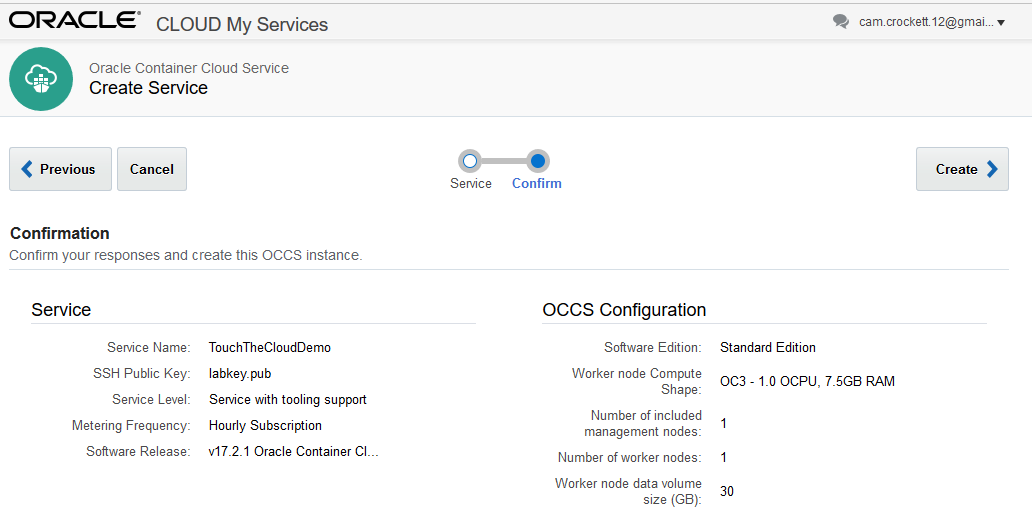 ORACLE® CLOUD My Services
cam.crockett.12@gmai...
Oracle Container Cloud Service
Create Service
Previous Cancel Create
Service Confirm
Confirmation
Confirm your responses and create this OCCS instance.
Service
Service Name: TouchTheCloudDemo
SSH Public Key: labkey.pub
Service Level: Service with tooling support
Metering Frequency: Hourly Subscription
Software Release: v17.2.1 Oracle Container Cl...
OCCS Configuration
Software Edition: Standard Edition
Worker node Compute
Shape: OC3 - 1.0 OCPU, 7.5GB RAM
Number of included
management nodes: 1
Number of worker nodes: 1
Worker node data volume
size (GB): 30